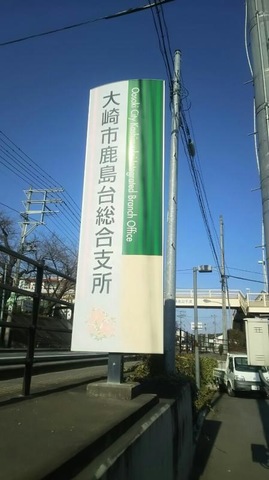 大崎市鹿島台総合支所
Osaki City Kashimadai Integrated Branch Office